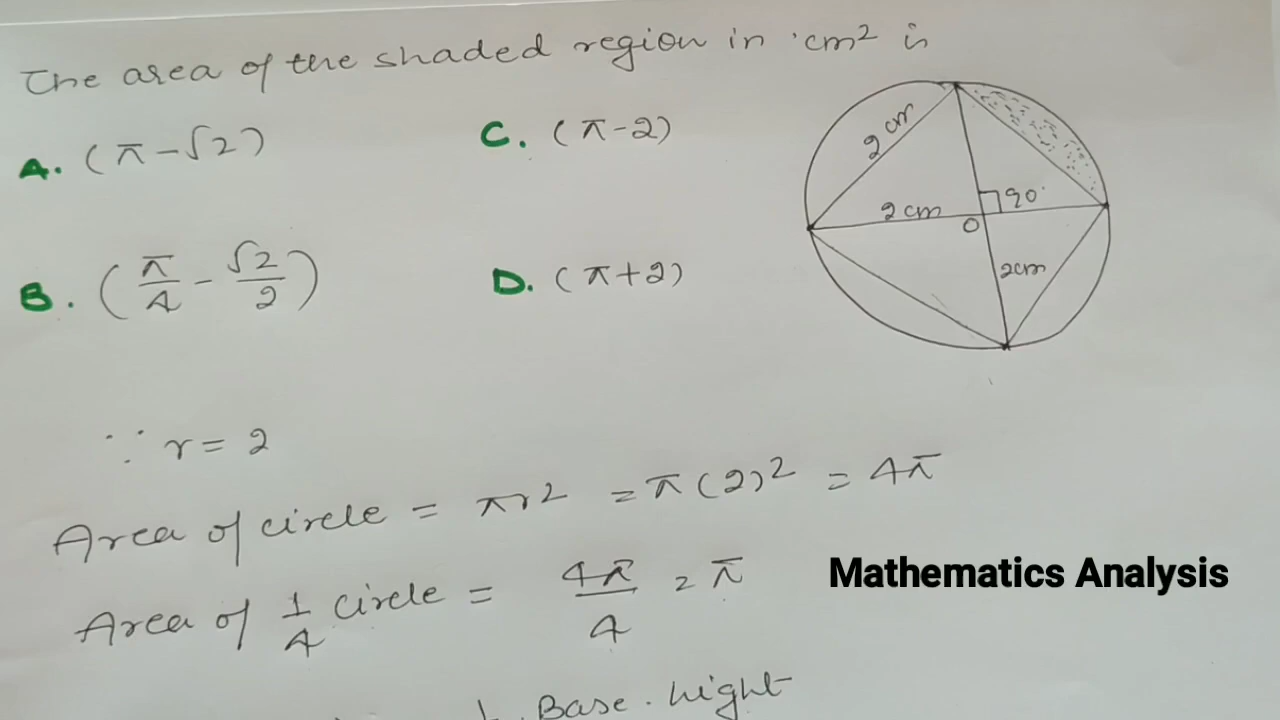 The area of the shaded region in cm² is
A. (π-√2)
C. (π-2)
B. (π/4 - √2/2)
D. (π+2)
2 cm
2 cm
90°
O
2cm
∵ r = 2
Area of circle = πr² = π(2)² = 4π
Area of 1/4 circle = 4π/4 = π
Mathematics Analysis
Base . hight